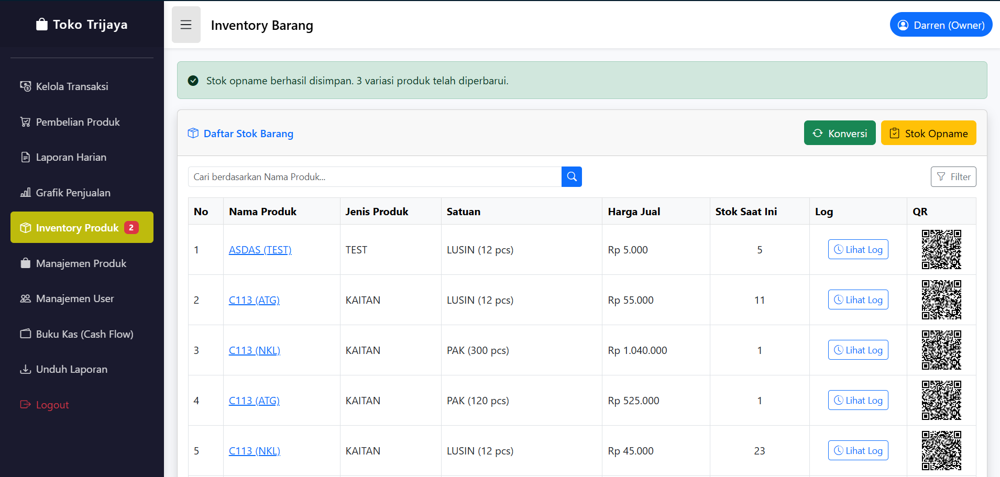 Toko Trijaya
Inventory Barang
Darren (Owner)
Kelola Transaksi
Pembelian Produk
Laporan Harian
Grafik Penjualan
Inventory Produk 2
Manajemen Produk
Manajemen User
Buku Kas (Cash Flow)
Unduh Laporan
Logout
Stok opname berhasil disimpan. 3 variasi produk telah diperbarui.
Daftar Stok Barang
Konversi
Stok Opname
Cari berdasarkan Nama Produk...
Filter
No Nama Produk Jenis Produk Satuan Harga Jual Stok Saat Ini Log QR
1 ASDAS (TEST) TEST LUSIN (12 pcs) Rp 5.000 5 Lihat Log
2 C113 (ATG) KAITAN LUSIN (12 pcs) Rp 55.000 11 Lihat Log
3 C113 (NKL) KAITAN PAK (300 pcs) Rp 1.040.000 1 Lihat Log
4 C113 (ATG) KAITAN PAK (120 pcs) Rp 525.000 1 Lihat Log
5 C113 (NKL) KAITAN LUSIN (12 pcs) Rp 45.000 23 Lihat Log